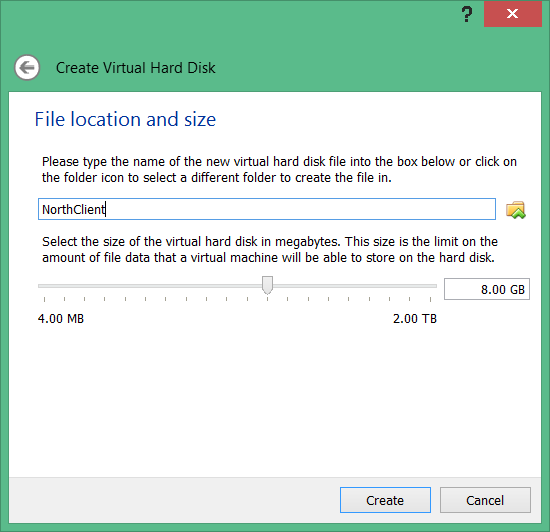 ?
Create Virtual Hard Disk
File location and size
Please type the name of the new virtual hard disk file into the box below or click on
the folder icon to select a different folder to create the file in.
NorthClient
Select the size of the virtual hard disk in megabytes. This size is the limit on the
amount of file data that a virtual machine will be able to store on the hard disk.
8.00 GB
4.00 MB 2.00 TB
Create Cancel